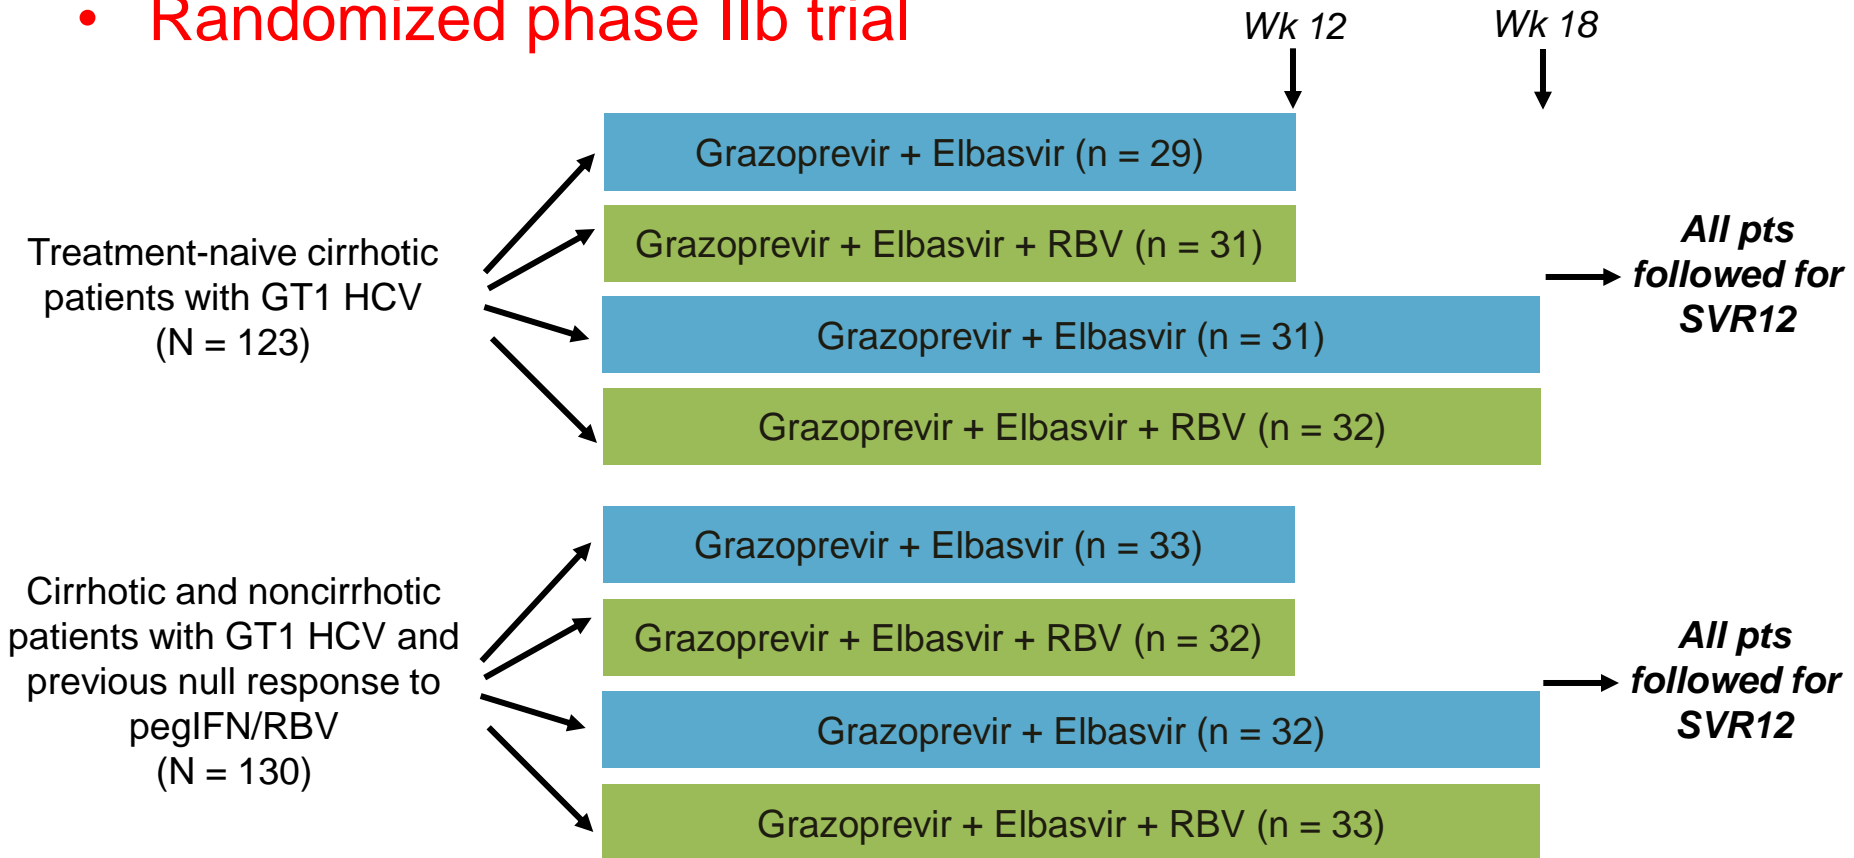 • Randomized phase IIb trial
Wk 12
Wk 18
Treatment-naive cirrhotic
patients with GT1 HCV
(N = 123)
Grazoprevir + Elbasvir (n = 29)
Grazoprevir + Elbasvir + RBV (n = 31)
Grazoprevir + Elbasvir (n = 31)
Grazoprevir + Elbasvir + RBV (n = 32)
All pts
followed for
SVR12
Cirrhotic and noncirrhotic
patients with GT1 HCV and
previous null response to
pegIFN/RBV
(N = 130)
Grazoprevir + Elbasvir (n = 33)
Grazoprevir + Elbasvir + RBV (n = 32)
Grazoprevir + Elbasvir (n = 32)
Grazoprevir + Elbasvir + RBV (n = 33)
All pts
followed for
SVR12